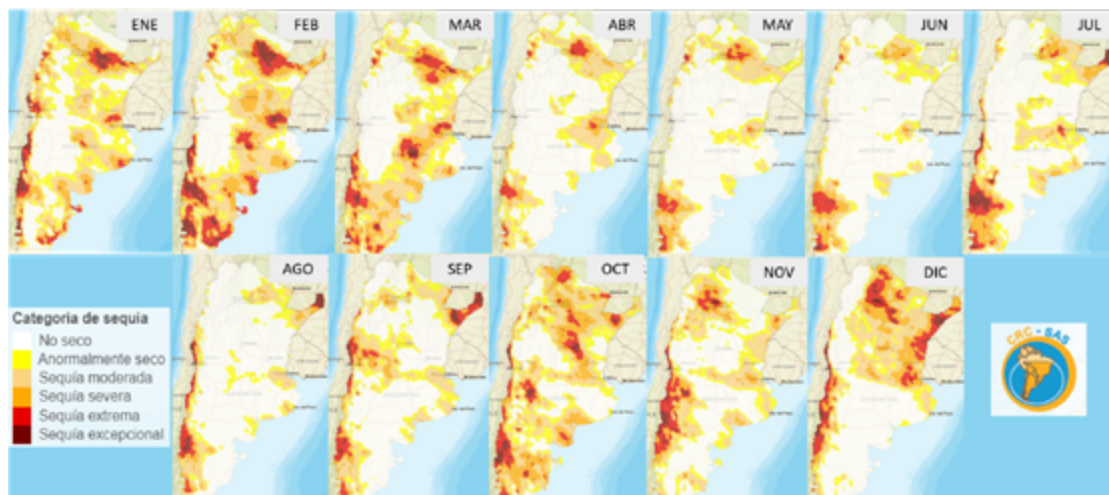 ENE
FEB
MAR
ABR
MAY
JUN
JUL
AGO
SEP
OCT
NOV
DIC
Categoría de sequia
No seco
Anormalmente seco
Sequía moderada
Sequía severa
Sequía extrema
Sequía excepcional
CRC - SAS